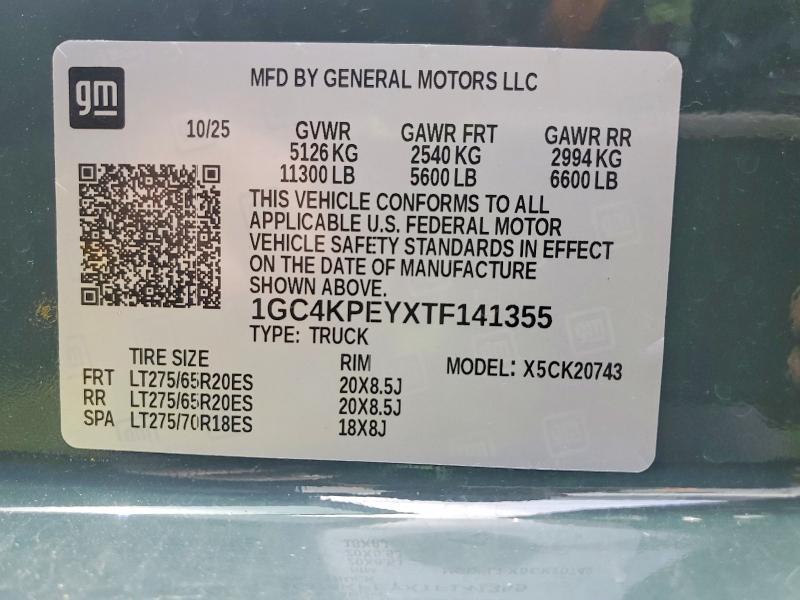 gm
MFD BY GENERAL MOTORS LLC
10/25 GVWR GAWR FRT GAWR RR
5126 KG 2540 KG 2994 KG
11300 LB 5600 LB 6600 LB
THIS VEHICLE CONFORMS TO ALL
APPLICABLE U.S. FEDERAL MOTOR
VEHICLE SAFETY STANDARDS IN EFFECT
ON THE DATE OF MANUFACTURE
SHOWN ABOVE.
1GC4KPEYXTF141355
TYPE: TRUCK
TIRE SIZE RIM MODEL: X5CK20743
FRT LT275/65R20ES 20X8.5J
RR LT275/65R20ES 20X8.5J
SPA LT275/70R18ES 18X8J